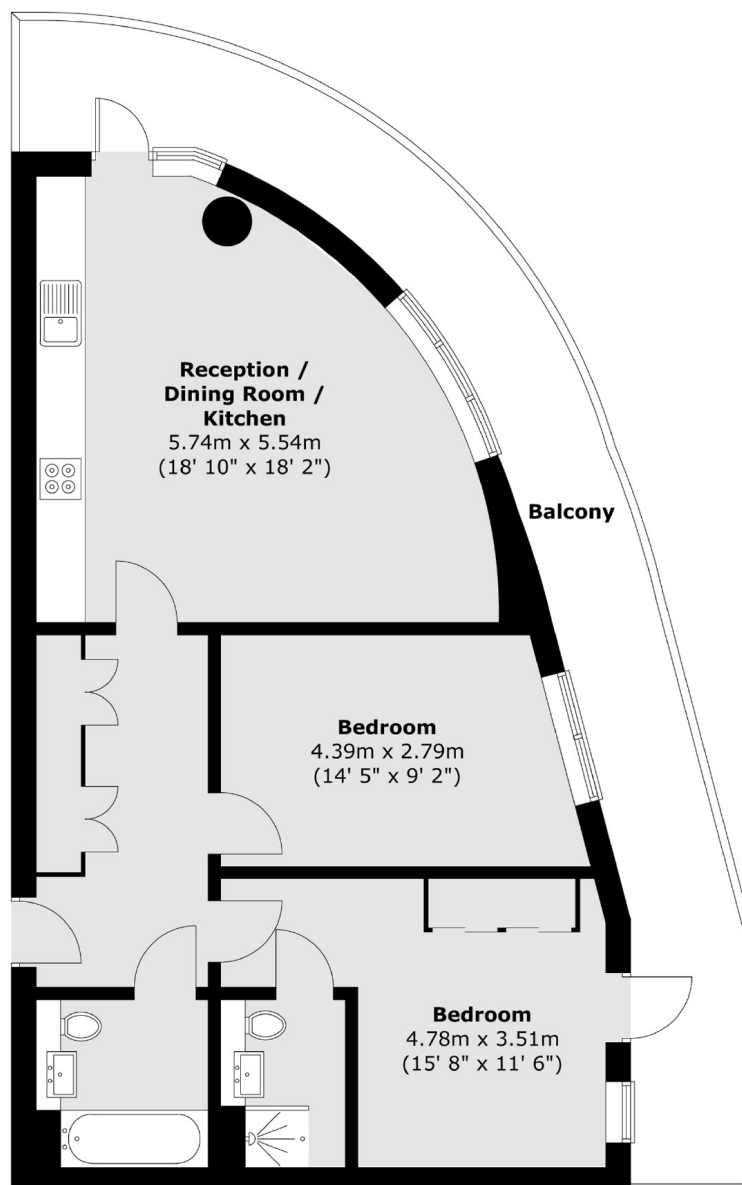 Reception /
Dining Room /
Kitchen
5.74m x 5.54m
(18' 10" x 18' 2")
Balcony
Bedroom
4.39m x 2.79m
(14' 5" x 9' 2")
Bedroom
4.78m x 3.51m
(15' 8" x 11' 6")